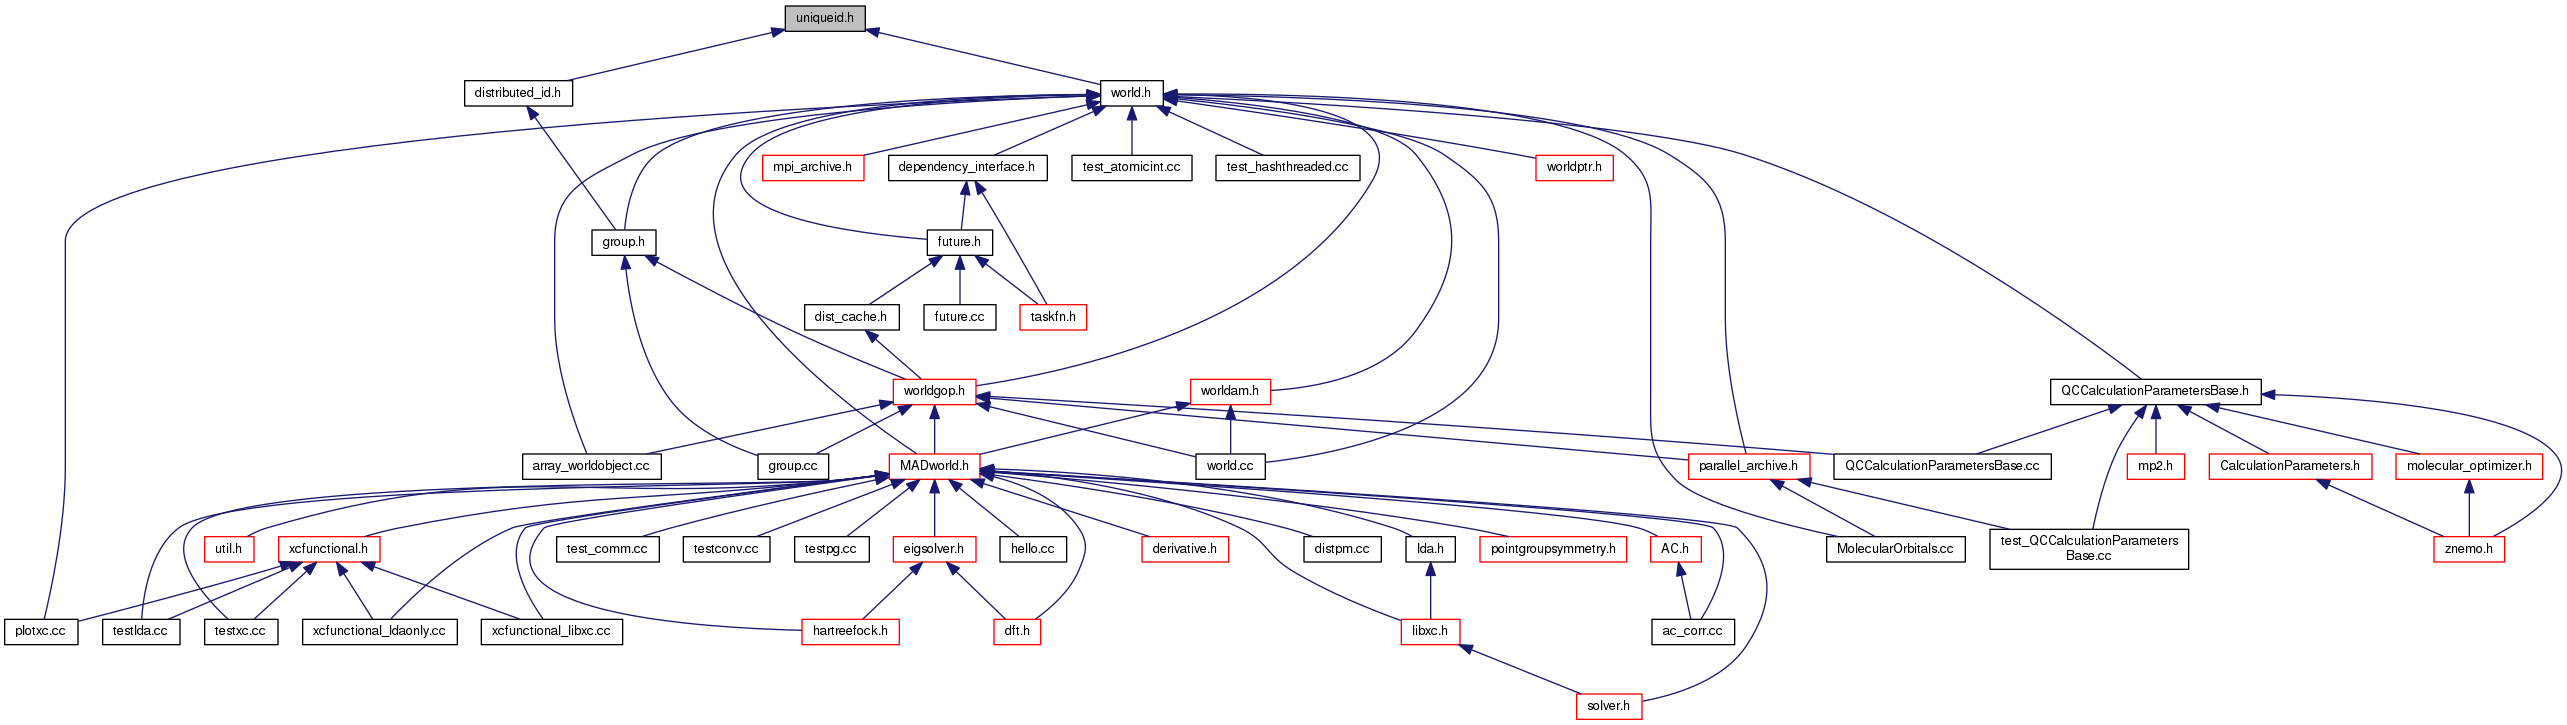 uniqueid.h
distributed_id.h
world.h
mpi_archive.h
dependency_interface.h
test_atomicint.cc
test_hashthreaded.cc
worldptr.h
group.h
future.h
dist_cache.h
future.cc
taskfn.h
worldgop.h
worldam.h
QCCalculationParametersBase.h
array_worldobject.cc
group.cc
MADworld.h
world.cc
parallel_archive.h
QCCalculationParametersBase.cc
mp2.h
CalculationParameters.h
molecular_optimizer.h
util.h
xcfunctional.h
test_comm.cc
testconv.cc
testpg.cc
eigsolver.h
hello.cc
derivative.h
distpm.cc
lda.h
pointgroupsymmetry.h
AC.h
MolecularOrbitals.cc
test_QCCalculationParameters
Base.cc
znemo.h
plotxc.cc
testlda.cc
testxc.cc
xcfunctional_ldaonly.cc
xcfunctional_libxc.cc
hartreefock.h
dft.h
libxc.h
ac_corr.cc
solver.h